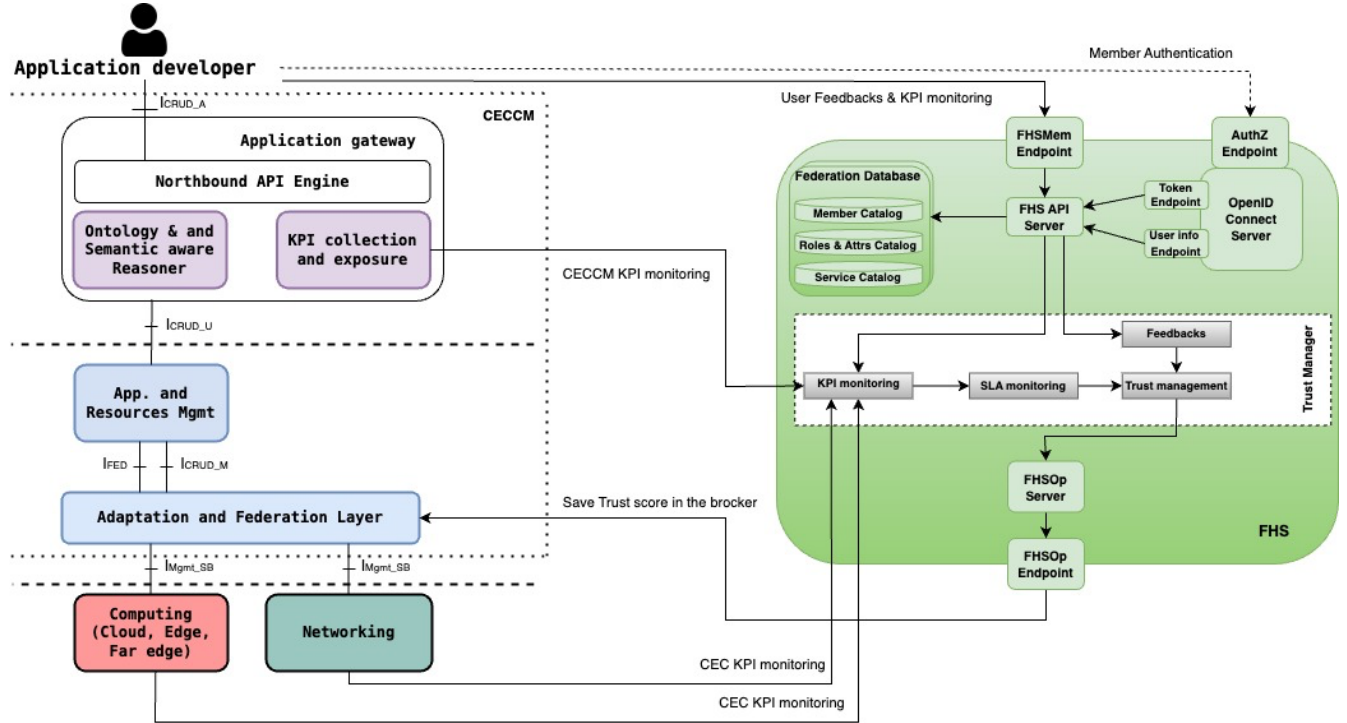 Application developer
Member Authentication
User Feedbacks & KPI monitoring
ICRUD_A
CECCM
Application gateway
Northbound API Engine
Ontology & and
Semantic aware
Reasoner
KPI collection
and exposure
ICRUD_U
App. and
Resources Mgmt
IFED
ICRUD_M
Adaptation and Federation Layer
IMgmt_SB
IMgmt_SB
Computing
(Cloud, Edge,
Far edge)
Networking
CECCM KPI monitoring
Save Trust score in the brocker
CEC KPI monitoring
CEC KPI monitoring
FHSMem
Endpoint
AuthZ
Endpoint
Federation Database
Member Catalog
Roles & Attrs Catalog
Service Catalog
FHS API
Server
Token
Endpoint
User info
Endpoint
OpenID
Connect
Server
Feedbacks
KPI monitoring
SLA monitoring
Trust management
Trust Manager
FHSOp
Server
FHS
FHSOp
Endpoint